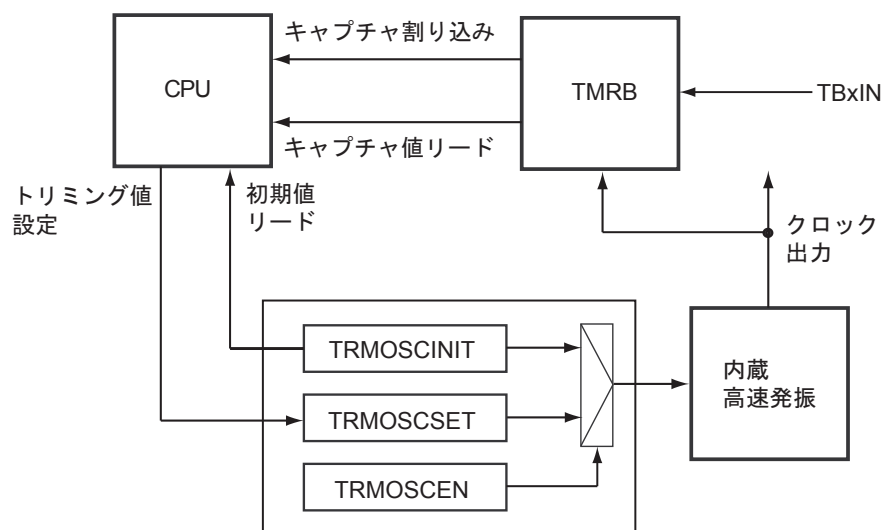 キャプチャ割り込み
CPU
TMRB
TBxIN
キャプチャ値リード
トリミング値
設定
初期値
リード
クロック
出力
TRMOSCINIT
内蔵
高速発振
TRMOSCSET
TRMOSCEN